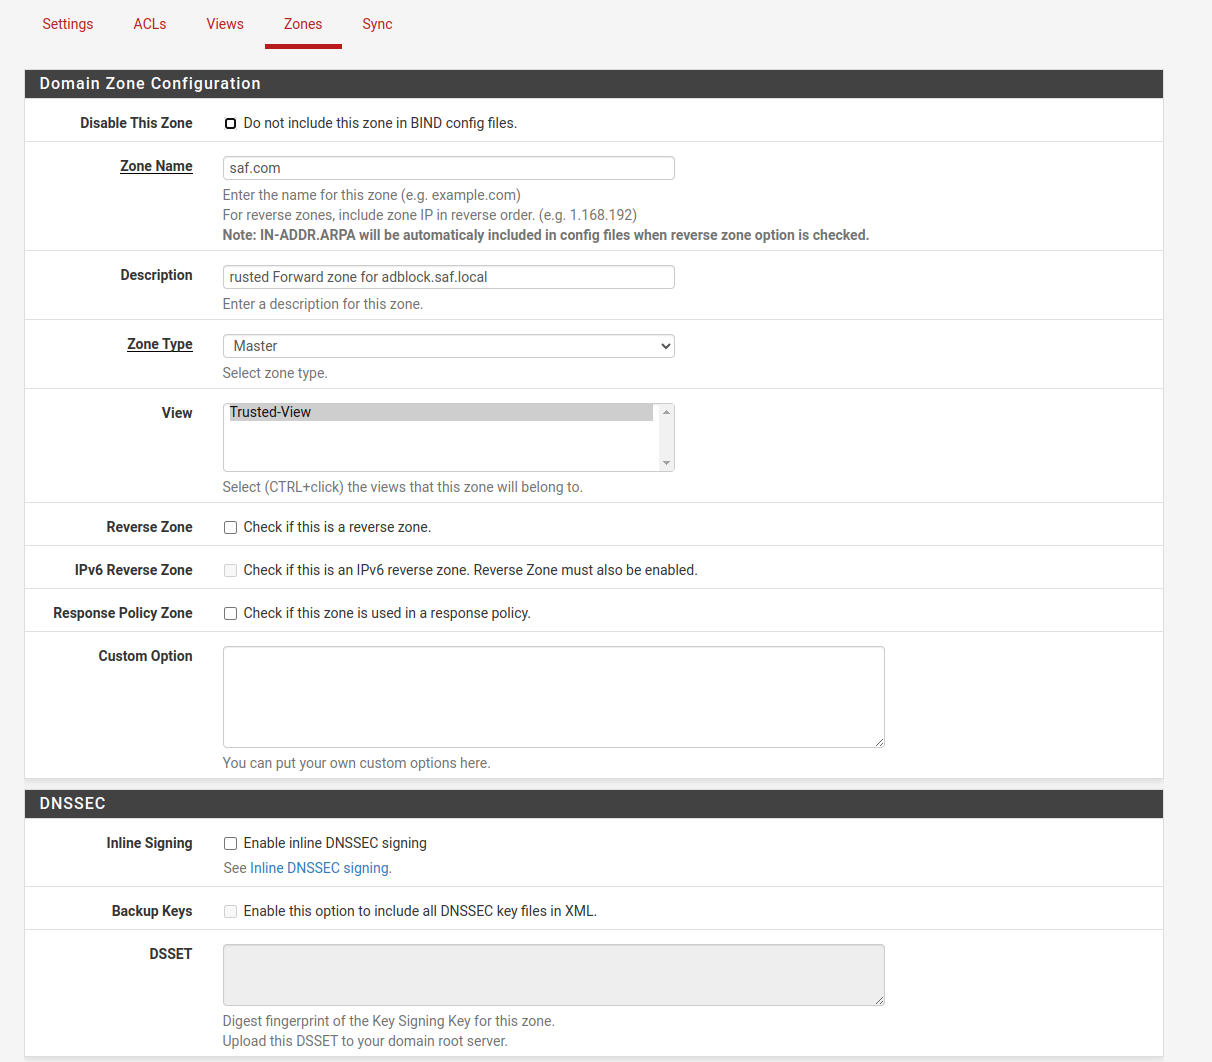 Settings ACLs Views Zones Sync
Domain Zone Configuration
Disable This Zone Do not include this zone in BIND config files.
Zone Name saf.com
Enter the name for this zone (e.g. example.com)
For reverse zones, include zone IP in reverse order. (e.g. 1.168.192)
Note: IN-ADDR.ARPA will be automaticaly included in config files when reverse zone option is checked.
Description rusted Forward zone for adblock.saf.local
Enter a description for this zone.
Zone Type Master
Select zone type.
View Trusted-View
Select (CTRL+click) the views that this zone will belong to.
Reverse Zone Check if this is a reverse zone.
IPv6 Reverse Zone Check if this is an IPv6 reverse zone. Reverse Zone must also be enabled.
Response Policy Zone Check if this zone is used in a response policy.
Custom Option
You can put your own custom options here.
DNSSEC
Inline Signing Enable inline DNSSEC signing
See Inline DNSSEC signing.
Backup Keys Enable this option to include all DNSSEC key files in XML.
DSSET
Digest fingerprint of the Key Signing Key for this zone.
Upload this DSSET to your domain root server.